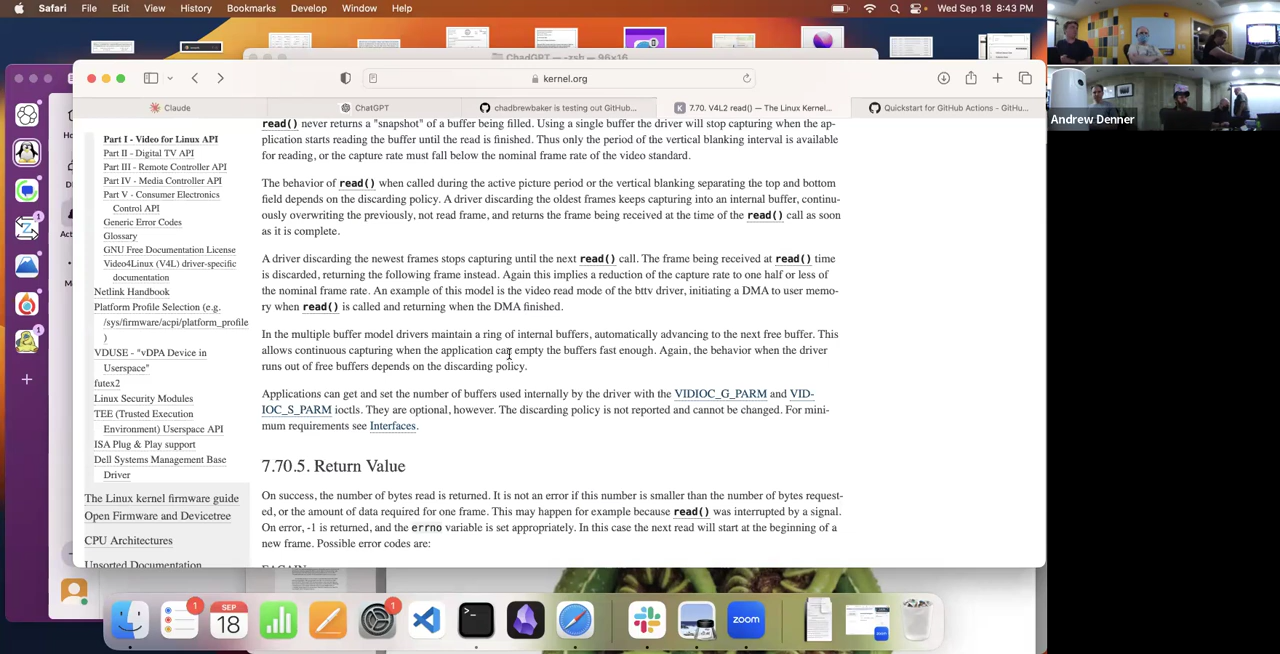 Safari File Edit View History Bookmarks Develop Window Help
Wed Sep 18 8:43 PM
ChadGPT — -zsh — 96x16
kernel.org
Claude
ChatGPT
chadbrewbaker is testing out GitHub...
7.70. V4L2 read() — The Linux Kernel...
Quickstart for GitHub Actions - GitHu...
Part I - Video for Linux API
Part II - Digital TV API
Part III - Remote Controller API
Part IV - Media Controller API
Part V - Consumer Electronics
Control API
Generic Error Codes
Glossary
GNU Free Documentation License
Video4Linux (V4L) driver-specific
documentation
Netlink Handbook
Platform Profile Selection (e.g.
/sys/firmware/acpi/platform_profile
)
VDUSE - "vDPA Device in
Userspace"
futex2
Linux Security Modules
TEE (Trusted Execution
Environment) Userspace API
ISA Plug & Play support
Dell Systems Management Base
Driver
The Linux kernel firmware guide
Open Firmware and Devicetree
CPU Architectures
Unsorted Documentation
read() never returns a "snapshot" of a buffer being filled. Using a single buffer the driver will stop capturing when the ap-
plication starts reading the buffer until the read is finished. Thus only the period of the vertical blanking interval is available
for reading, or the capture rate must fall below the nominal frame rate of the video standard.
The behavior of read() when called during the active picture period or the vertical blanking separating the top and bottom
field depends on the discarding policy. A driver discarding the oldest frames keeps capturing into an internal buffer, continu-
ously overwriting the previously, not read frame, and returns the frame being received at the time of the read() call as soon
as it is complete.
A driver discarding the newest frames stops capturing until the next read() call. The frame being received at read() time
is discarded, returning the following frame instead. Again this implies a reduction of the capture rate to one half or less of
the nominal frame rate. An example of this model is the video read mode of the bttv driver, initiating a DMA to user memo-
ry when read() is called and returning when the DMA finished.
In the multiple buffer model drivers maintain a ring of internal buffers, automatically advancing to the next free buffer. This
allows continuous capturing when the application can empty the buffers fast enough. Again, the behavior when the driver
runs out of free buffers depends on the discarding policy.
Applications can get and set the number of buffers used internally by the driver with the VIDIOC_G_PARM and VID-
IOC_S_PARM ioctls. They are optional, however. The discarding policy is not reported and cannot be changed. For mini-
mum requirements see Interfaces.
7.70.5. Return Value
On success, the number of bytes read is returned. It is not an error if this number is smaller than the number of bytes request-
ed, or the amount of data required for one frame. This may happen for example because read() was interrupted by a signal.
On error, -1 is returned, and the errno variable is set appropriately. In this case the next read will start at the beginning of a
new frame. Possible error codes are:
EAGAIN
Andrew Denner
1
SEP
18
1
zoom